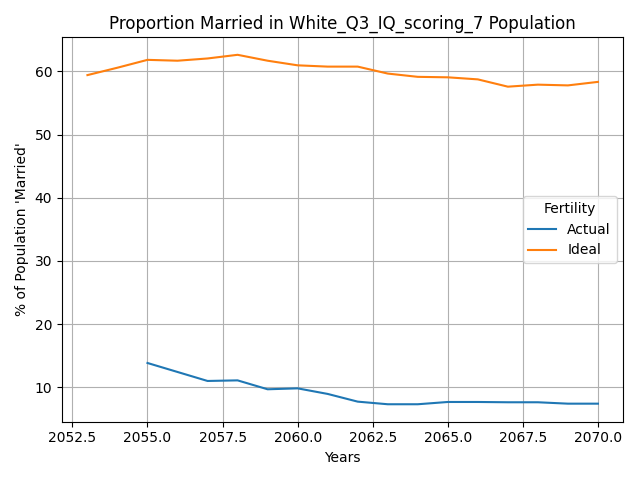 Proportion Married in White_Q3_IQ_scoring_7 Population
% of Population 'Married'
60
50
40
30
20
10
Fertility
Actual
Ideal
2052.5 2055.0 2057.5 2060.0 2062.5 2065.0 2067.5 2070.0
Years